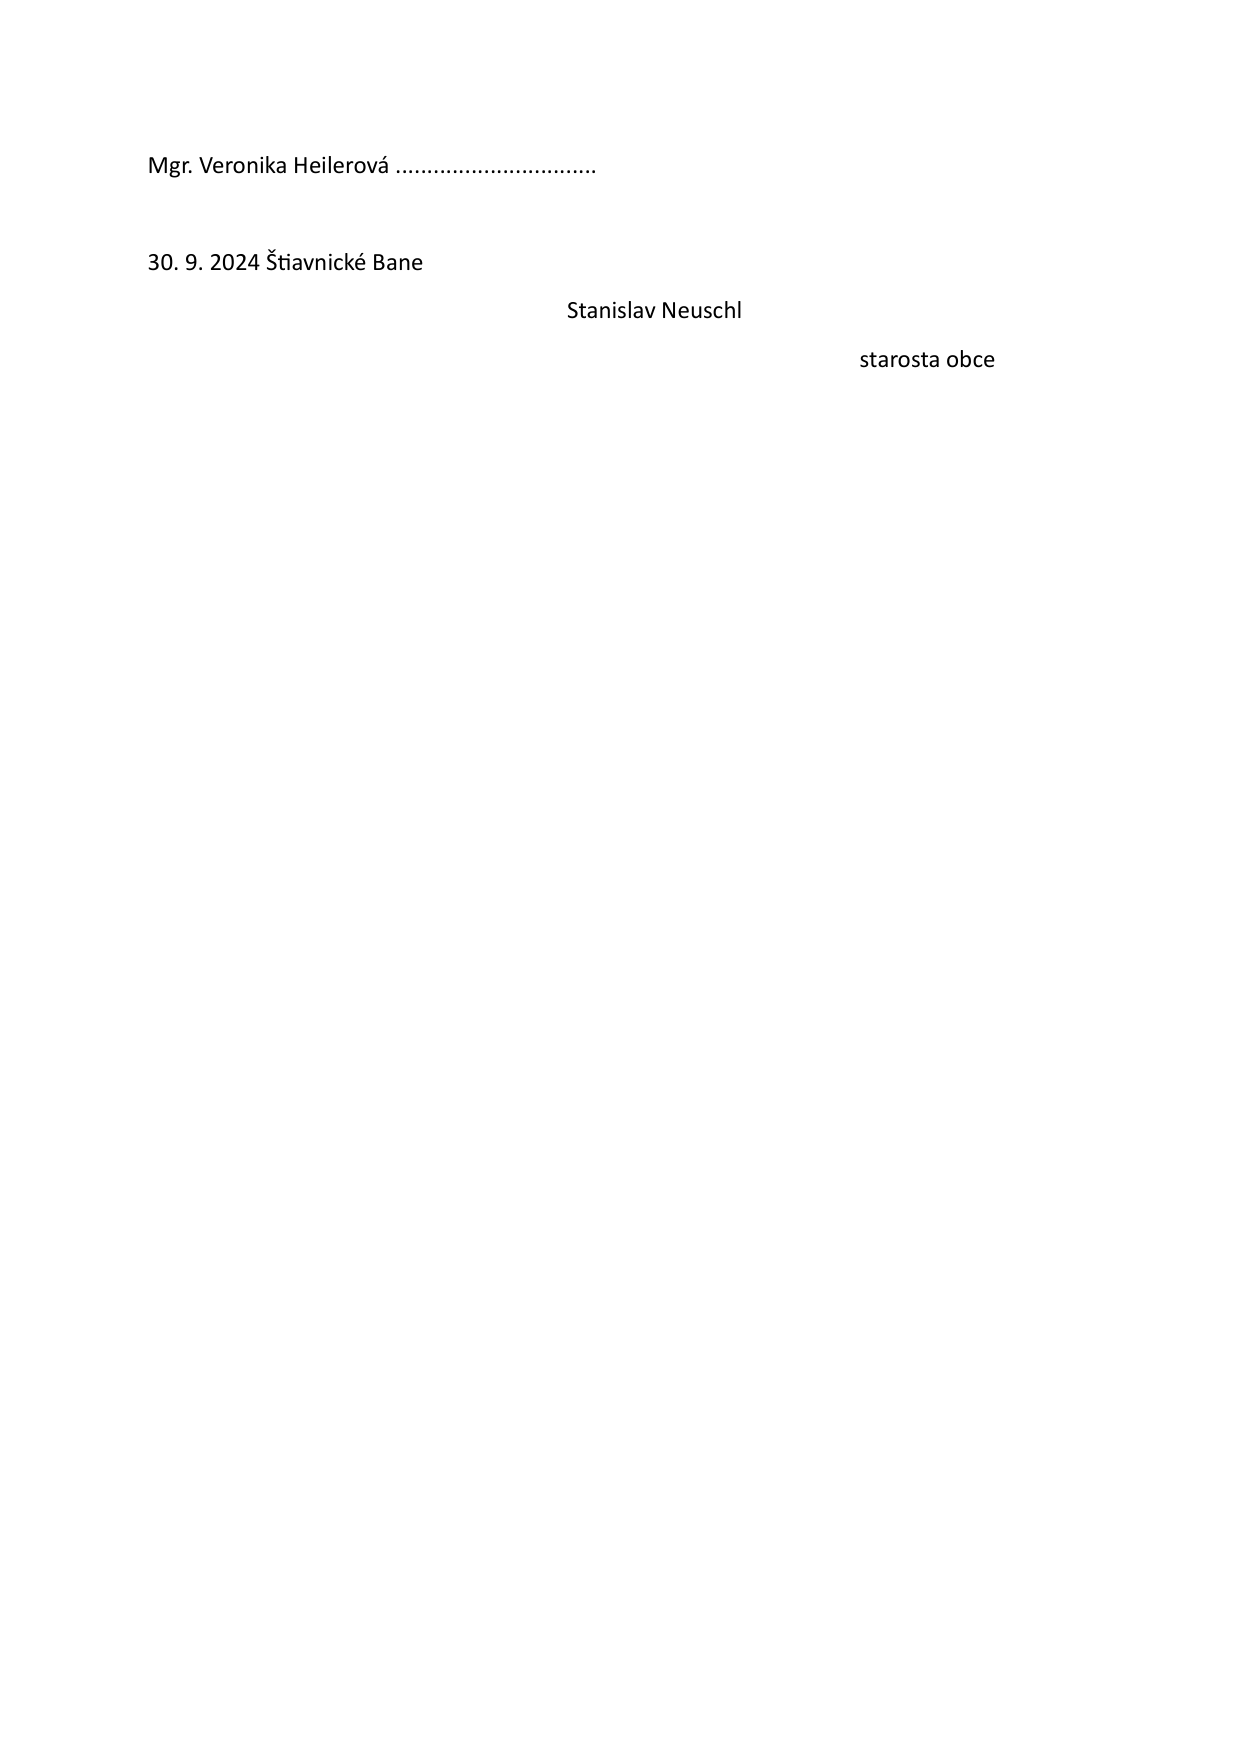 Mgr. Veronika Heilerová ................................
30. 9. 2024 Štiavnické Bane
Stanislav Neuschl
starosta obce